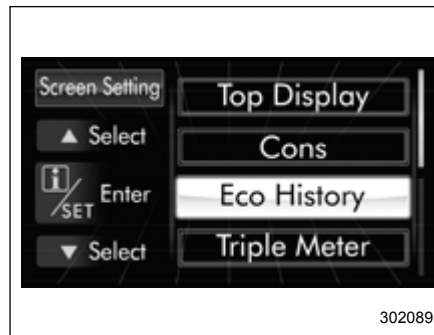 Screen Setting
▲ Select
i/SET Enter
▼ Select
Top Display
Cons
Eco History
Triple Meter
302089